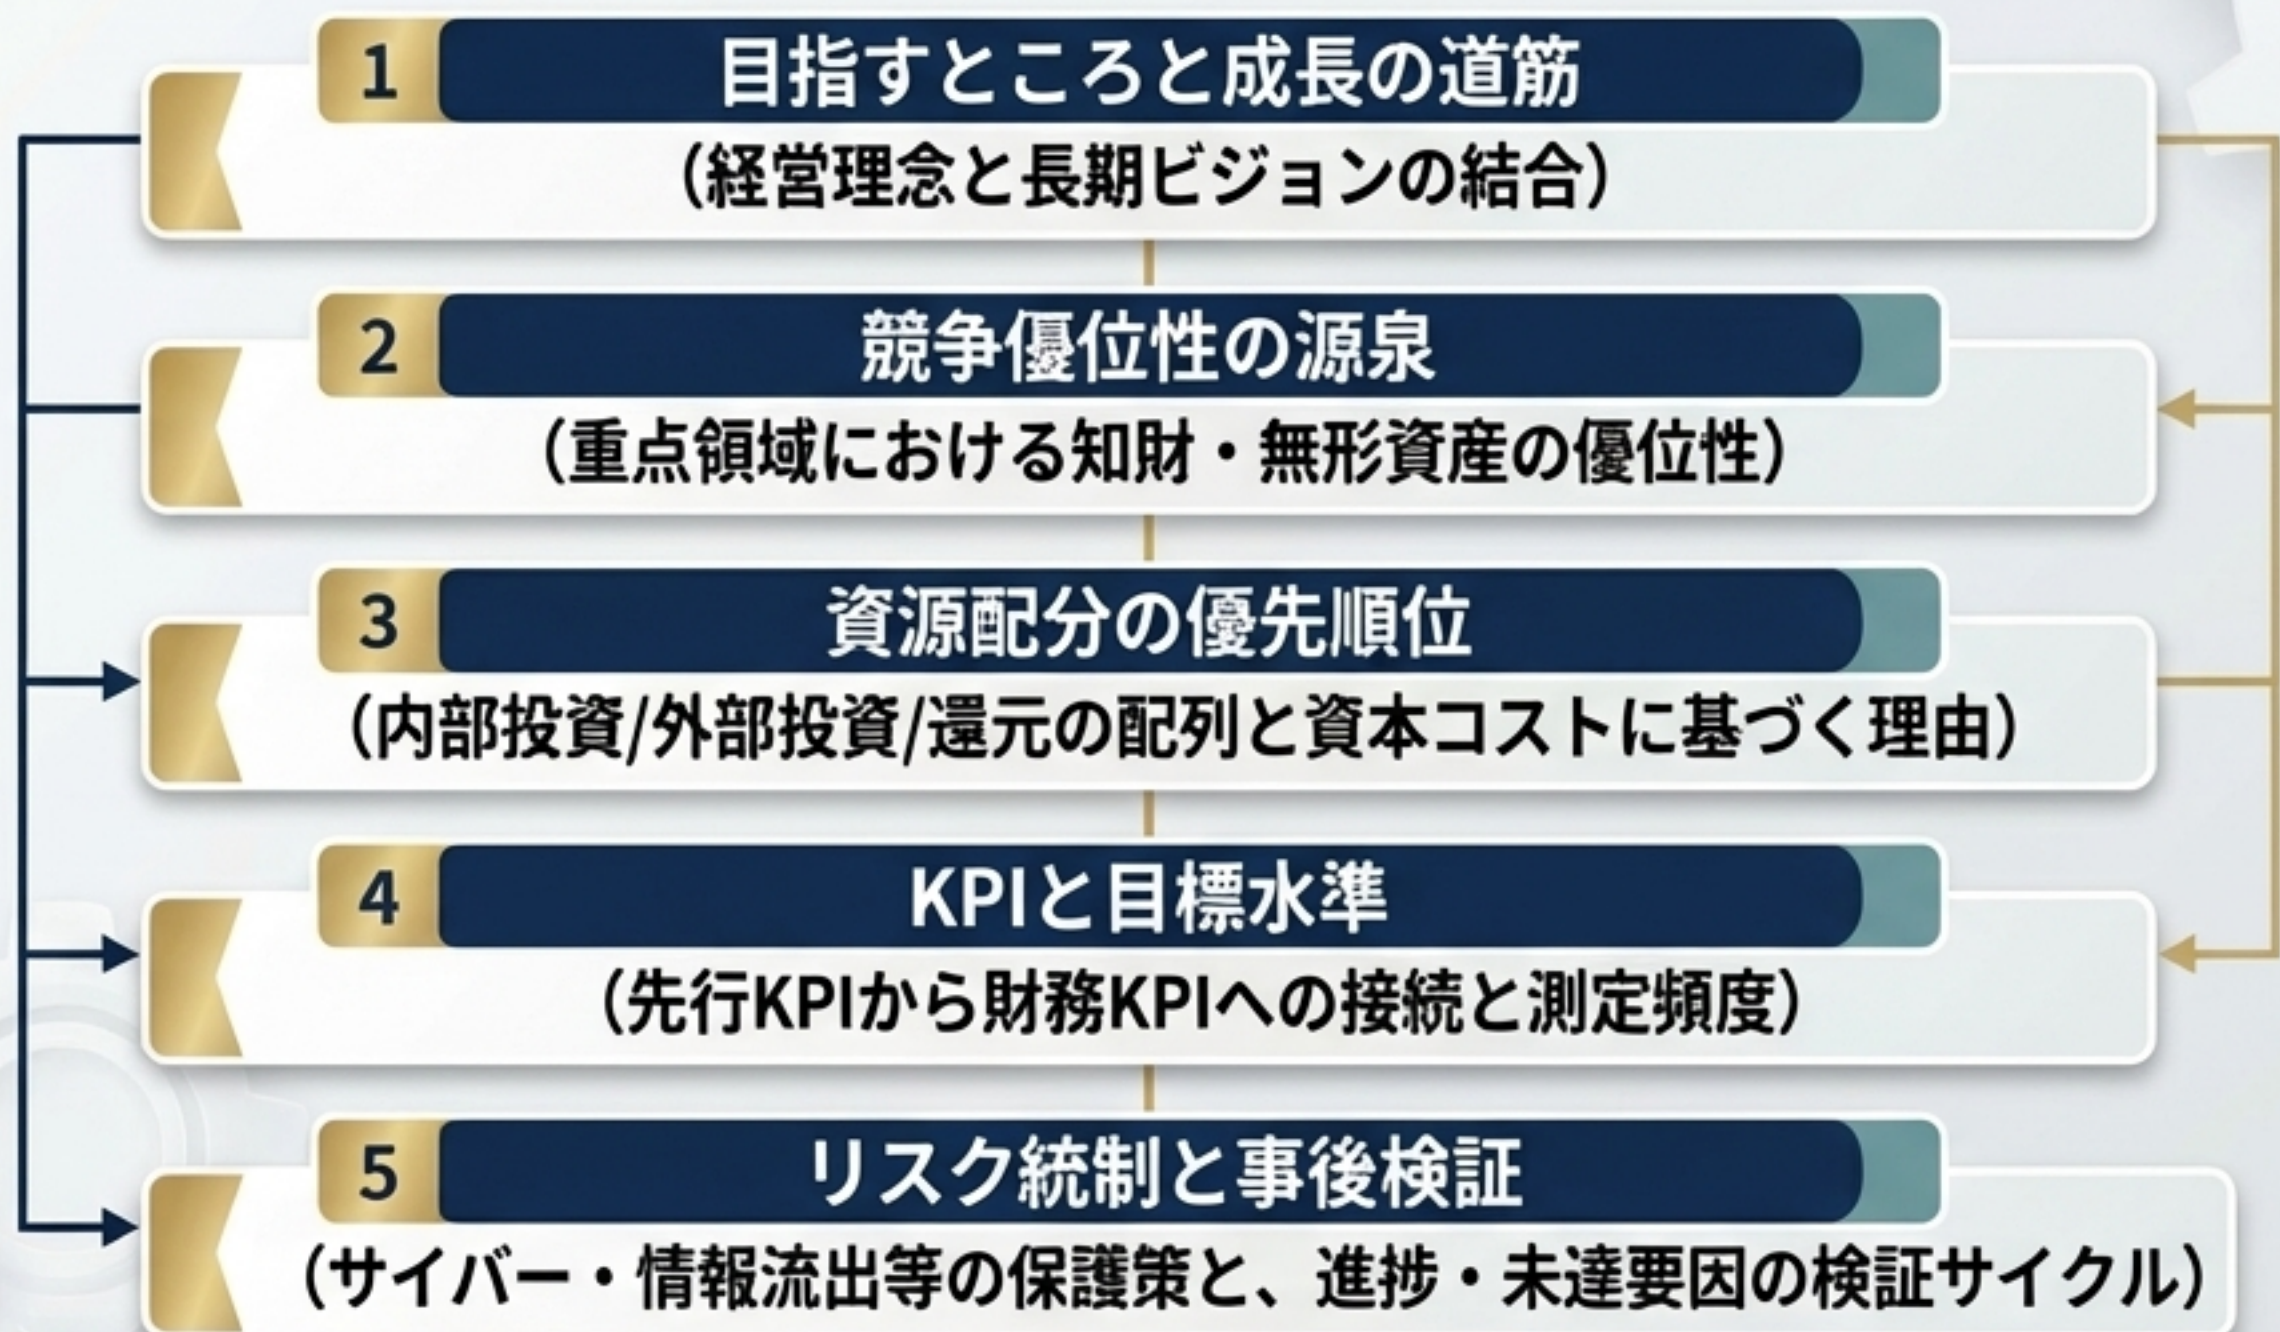 1 目指すところと成長の道筋
（経営理念と長期ビジョンの結合）
2 競争優位性の源泉
（重点領域における知財・無形資産の優位性）
3 資源配分の優先順位
（内部投資/外部投資/還元の配列と資本コストに基づく理由）
4 KPIと目標水準
（先行KPIから財務KPIへの接続と測定頻度）
5 リスク統制と事後検証
（サイバー・情報流出等の保護策と、進捗・未達要因の検証サイクル）